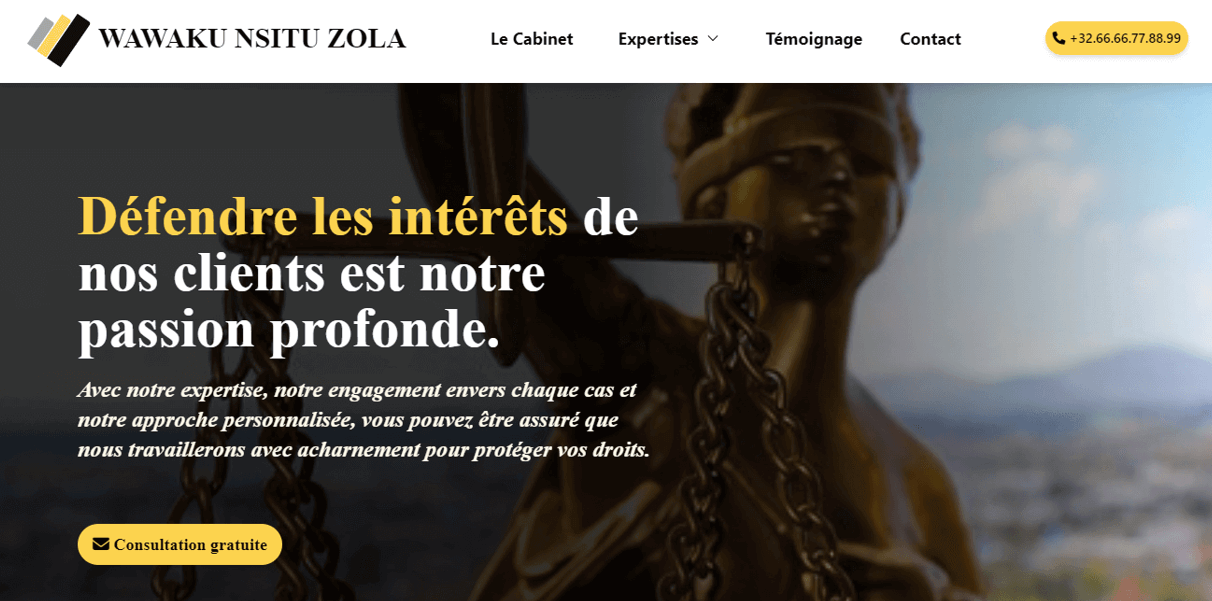 WAWAKU NSITU ZOLA
Le Cabinet
Expertises
Témoignage
Contact
+32.66.66.77.88.99
Défendre les intérêts de
nos clients est notre
passion profonde.
Avec notre expertise, notre engagement envers chaque cas et
notre approche personnalisée, vous pouvez être assuré que
nous travaillerons avec acharnement pour protéger vos droits.
Consultation gratuite